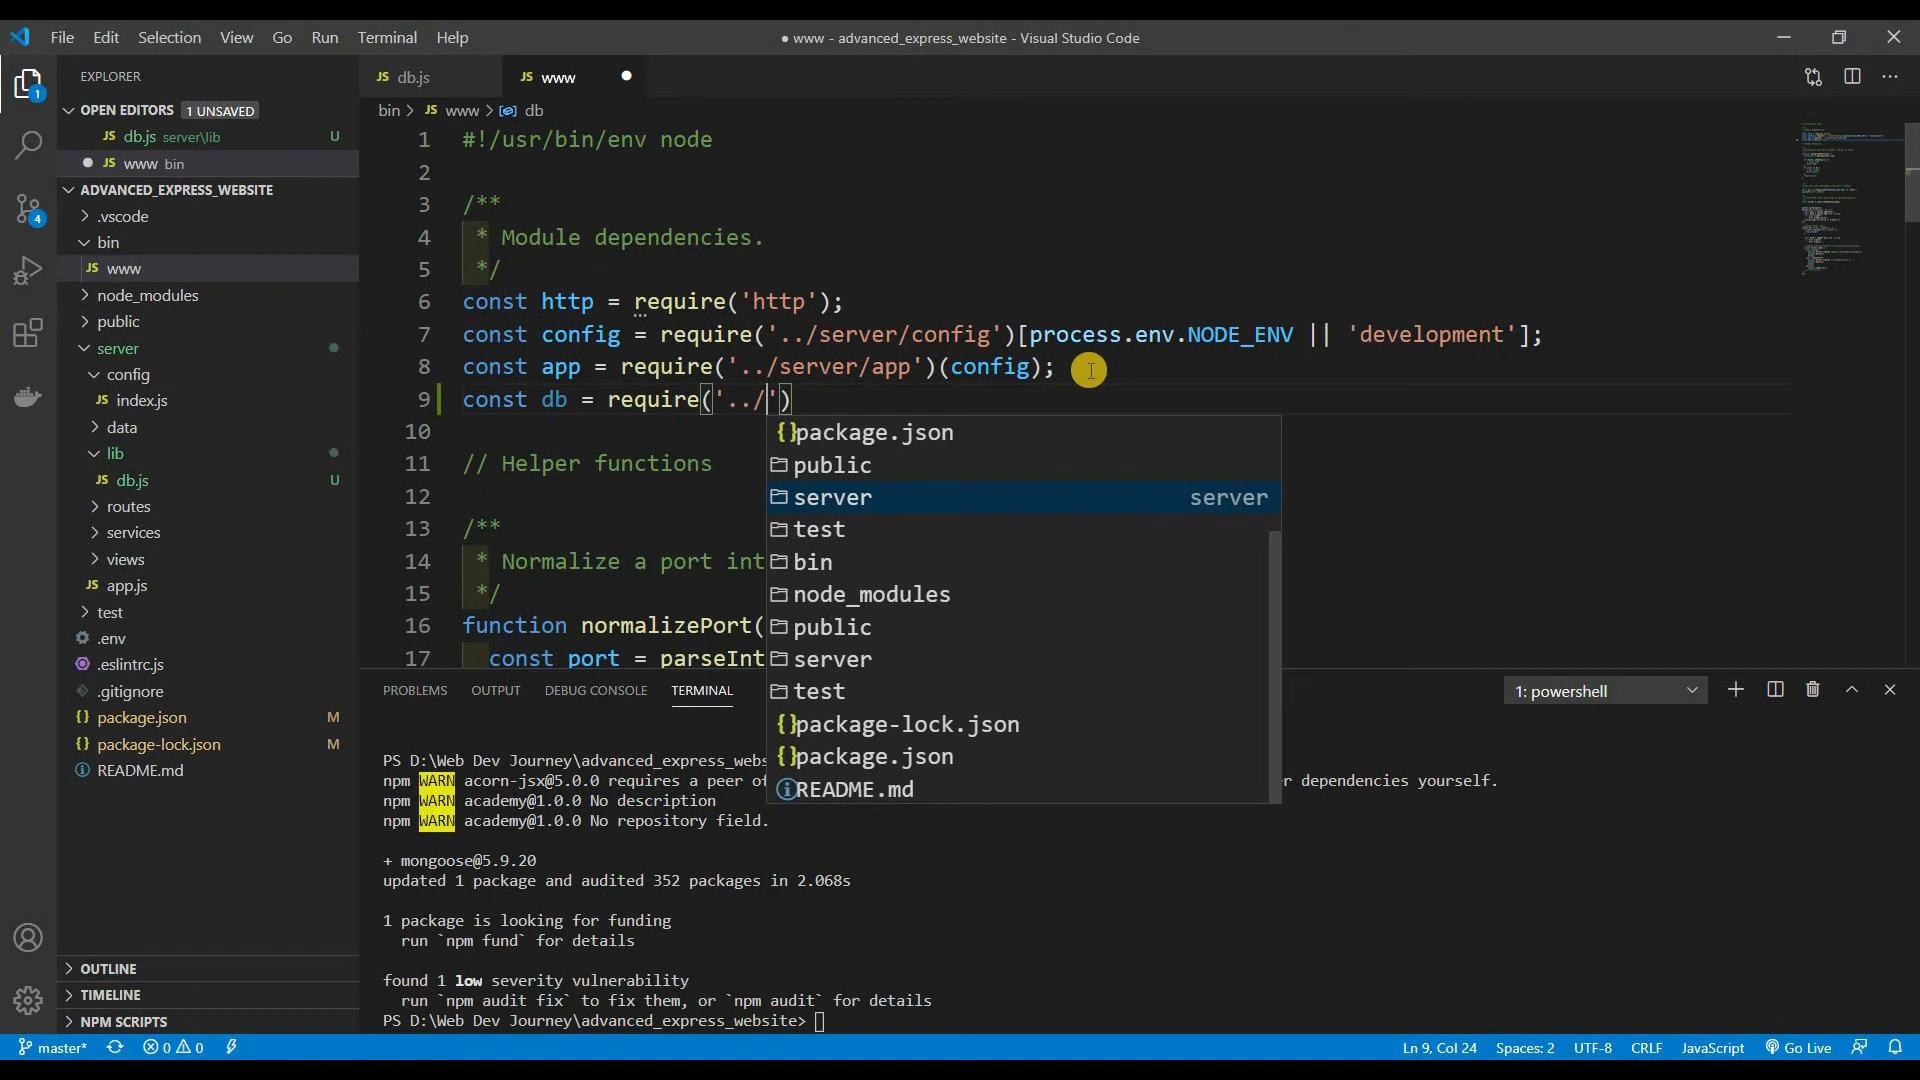 File Edit Selection View Go Run Terminal Help
● www - advanced_express_website - Visual Studio Code
EXPLORER
OPEN EDITORS 1 UNSAVED
JS db.js server\lib U
JS www bin
ADVANCED_EXPRESS_WEBSITE
.vscode
bin
JS www
node_modules
public
server
config
JS index.js
data
lib
JS db.js U
routes
services
views
JS app.js
test
.env
.eslintrc.js
.gitignore
{} package.json M
{} package-lock.json M
README.md
OUTLINE
TIMELINE
NPM SCRIPTS
1
4
JS db.js
JS www
bin > JS www > db
1 #!/usr/bin/env node
2
3 /**
4 * Module dependencies.
5 */
6 const http = require('http');
7 const config = require('../server/config')[process.env.NODE_ENV || 'development'];
8 const app = require('../server/app')(config);
9 const db = require('../')
10
11 // Helper functions
12
13 /**
14 * Normalize a port int
15 */
16 function normalizePort(
17 const port = parseInt
{}package.json
public
server server
test
bin
node_modules
public
server
test
{}package-lock.json
{}package.json
README.md
PROBLEMS OUTPUT DEBUG CONSOLE TERMINAL
1: powershell
PS D:\Web Dev Journey\advanced_express_webs
npm WARN acorn-jsx@5.0.0 requires a peer of er dependencies yourself.
npm WARN academy@1.0.0 No description
npm WARN academy@1.0.0 No repository field.
+ mongoose@5.9.20
updated 1 package and audited 352 packages in 2.068s
1 package is looking for funding
run `npm fund` for details
found 1 low severity vulnerability
run `npm audit fix` to fix them, or `npm audit` for details
PS D:\Web Dev Journey\advanced_express_website>
master* 0 0
Ln 9, Col 24 Spaces: 2 UTF-8 CRLF JavaScript Go Live